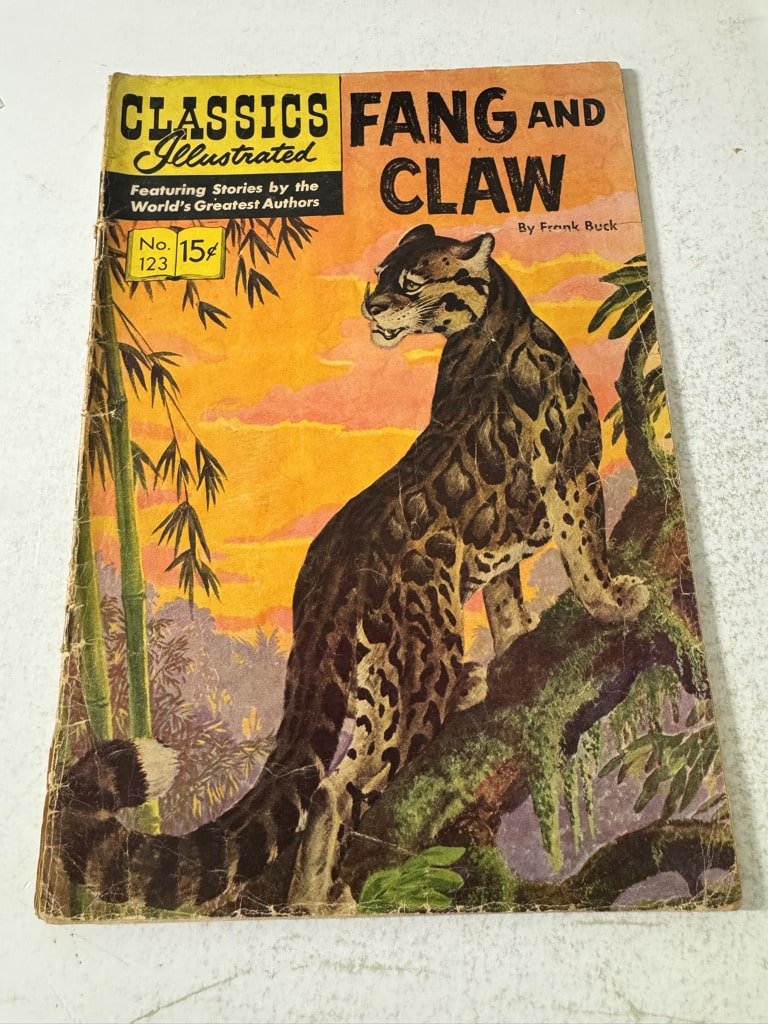 CLASSICS
Illustrated
Featuring Stories by the
World's Greatest Authors
No.
123
15¢
FANG AND
CLAW
By Frank Buck